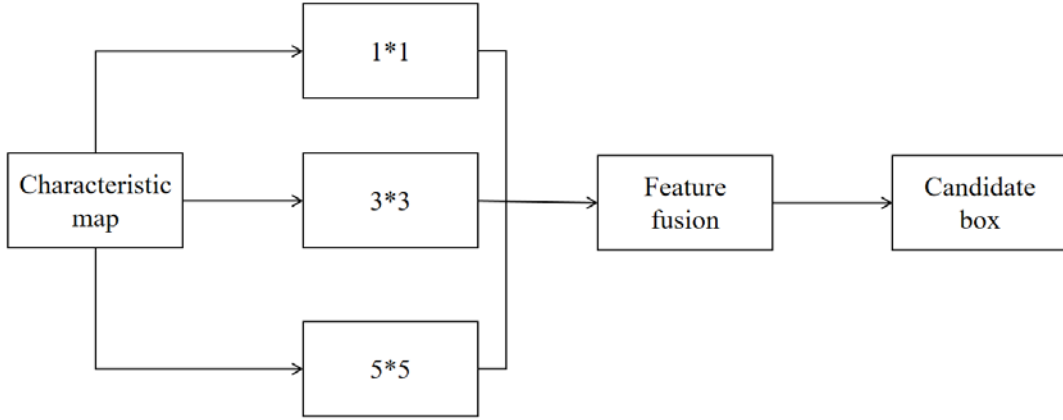 1*1
Characteristic
map
3*3
Feature
fusion
Candidate
box
5*5